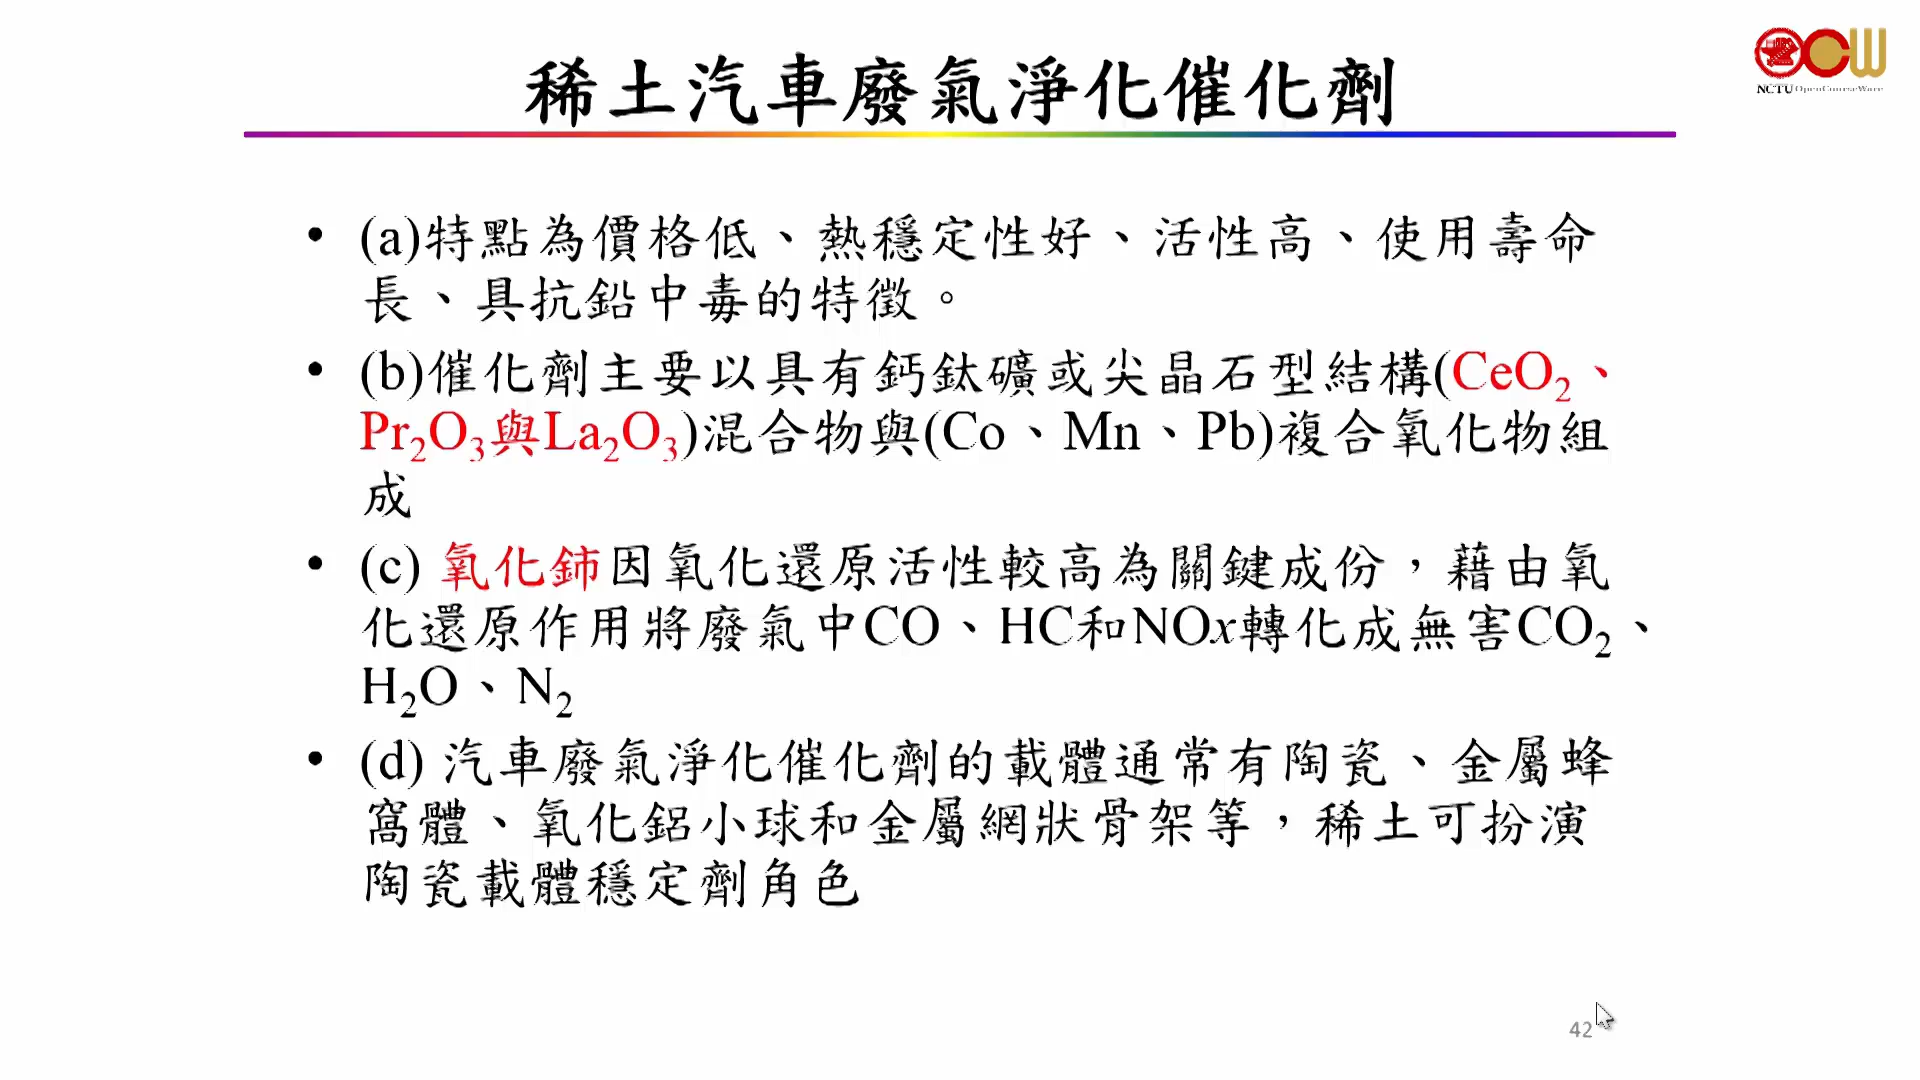 稀土汽車廢氣淨化催化劑
NCTU OpenCourseWare
• (a)特點為價格低、熱穩定性好、活性高、使用壽命
長、具抗鉛中毒的特徵。
• (b)催化劑主要以具有鈣鈦礦或尖晶石型結構(CeO₂、
Pr₂O₃與La₂O₃)混合物與(Co、Mn、Pb)複合氧化物組
成
• (c) 氧化鈰因氧化還原活性較高為關鍵成份，藉由氧
化還原作用將廢氣中CO、HC和NOx轉化成無害CO₂、
H₂O、N₂
• (d) 汽車廢氣淨化催化劑的載體通常有陶瓷、金屬蜂
窩體、氧化鋁小球和金屬網狀骨架等，稀土可扮演
陶瓷載體穩定劑角色
42